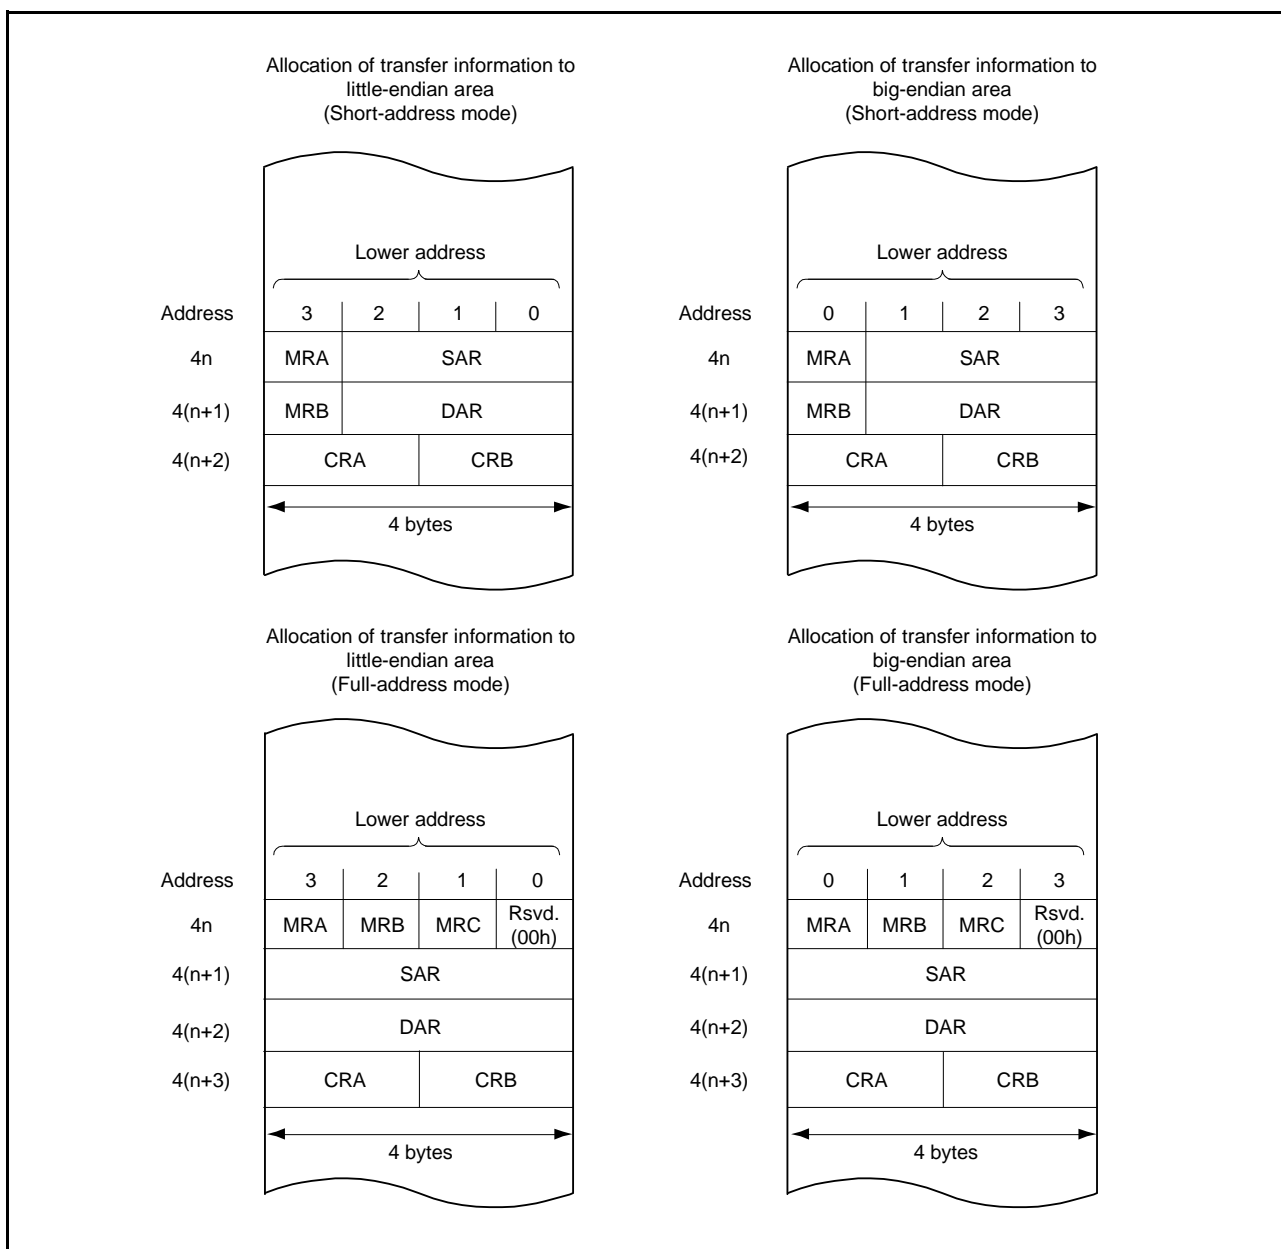 Allocation of transfer information to
little-endian area
(Short-address mode)
Lower address
Address 3 2 1 0
4n MRA SAR
4(n+1) MRB DAR
4(n+2) CRA CRB
4 bytes
Allocation of transfer information to
big-endian area
(Short-address mode)
Lower address
Address 0 1 2 3
4n MRA SAR
4(n+1) MRB DAR
4(n+2) CRA CRB
4 bytes
Allocation of transfer information to
little-endian area
(Full-address mode)
Lower address
Address 3 2 1 0
4n MRA MRB MRC Rsvd.
(00h)
4(n+1) SAR
4(n+2) DAR
4(n+3) CRA CRB
4 bytes
Allocation of transfer information to
big-endian area
(Full-address mode)
Lower address
Address 0 1 2 3
4n MRA MRB MRC Rsvd.
(00h)
4(n+1) SAR
4(n+2) DAR
4(n+3) CRA CRB
4 bytes